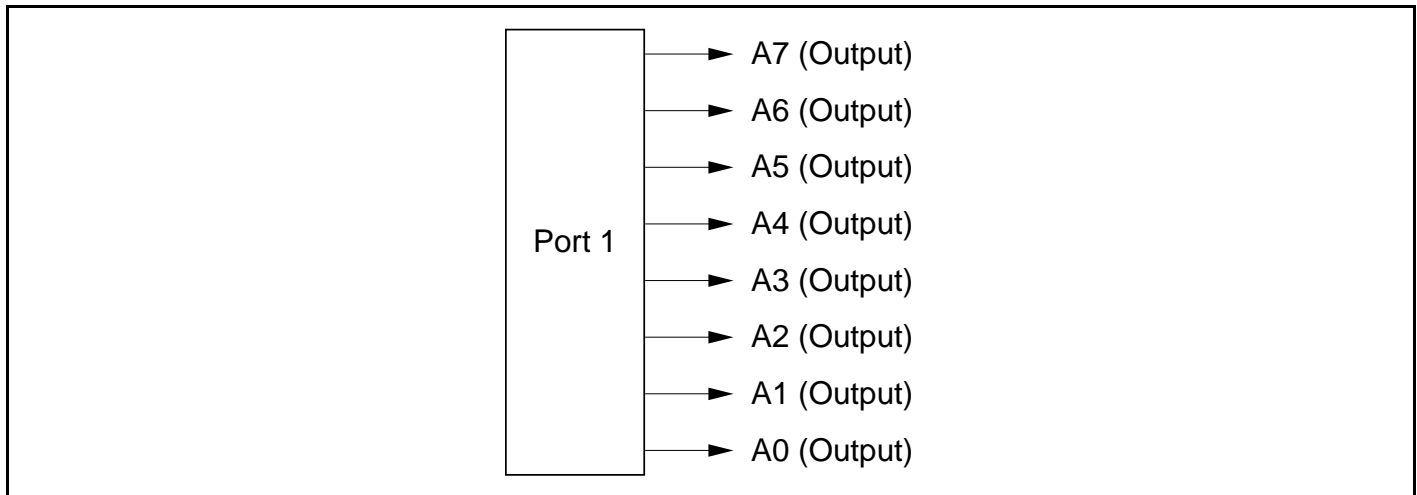 A7 (Output)
A6 (Output)
A5 (Output)
A4 (Output)
Port 1
A3 (Output)
A2 (Output)
A1 (Output)
A0 (Output)